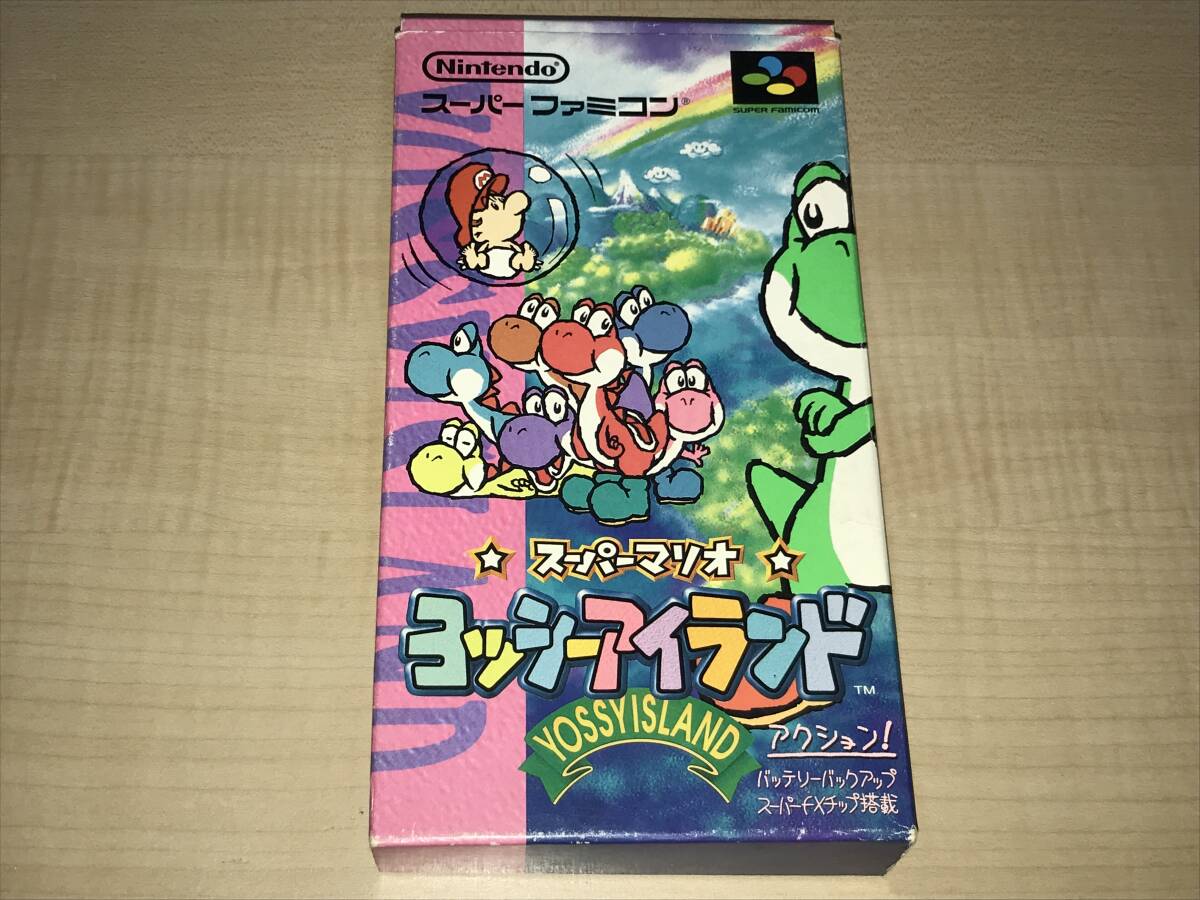 Nintendo®
スーパーファミコン®
SUPER FAMICOM
M
スーパーマリオ
ヨッシーアイランド™
YOSSYISLAND
アクション!
バッテリーバックアップ
スーパーFXチップ搭載